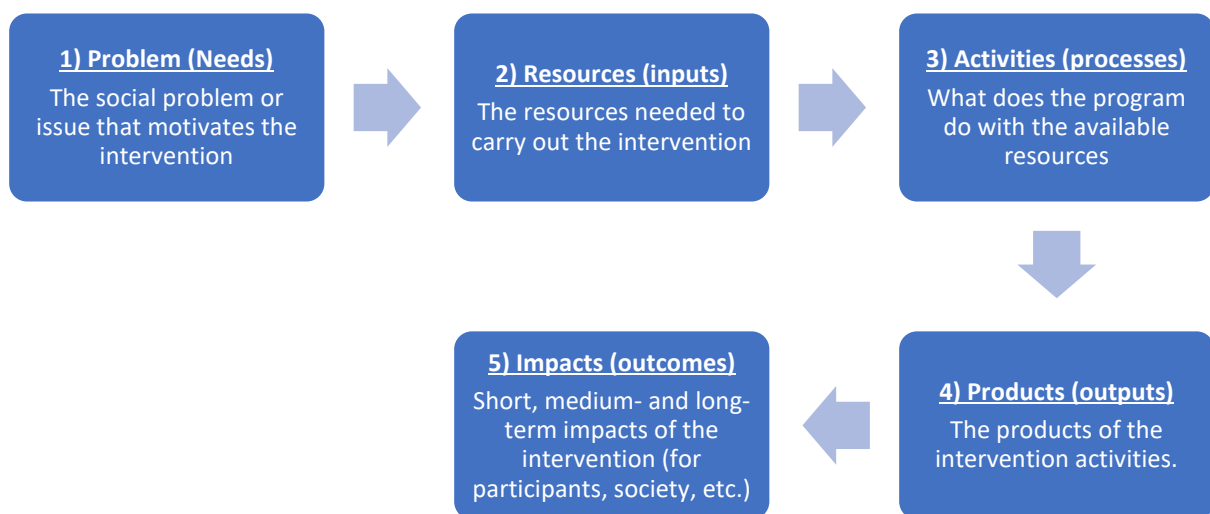 1) Problem (Needs)
The social problem or
issue that motivates the
intervention
2) Resources (inputs)
The resources needed to
carry out the intervention
3) Activities (processes)
What does the program
do with the available
resources
4) Products (outputs)
The products of the
intervention activities.
5) Impacts (outcomes)
Short, medium- and long-
term impacts of the
intervention (for
participants, society, etc.)